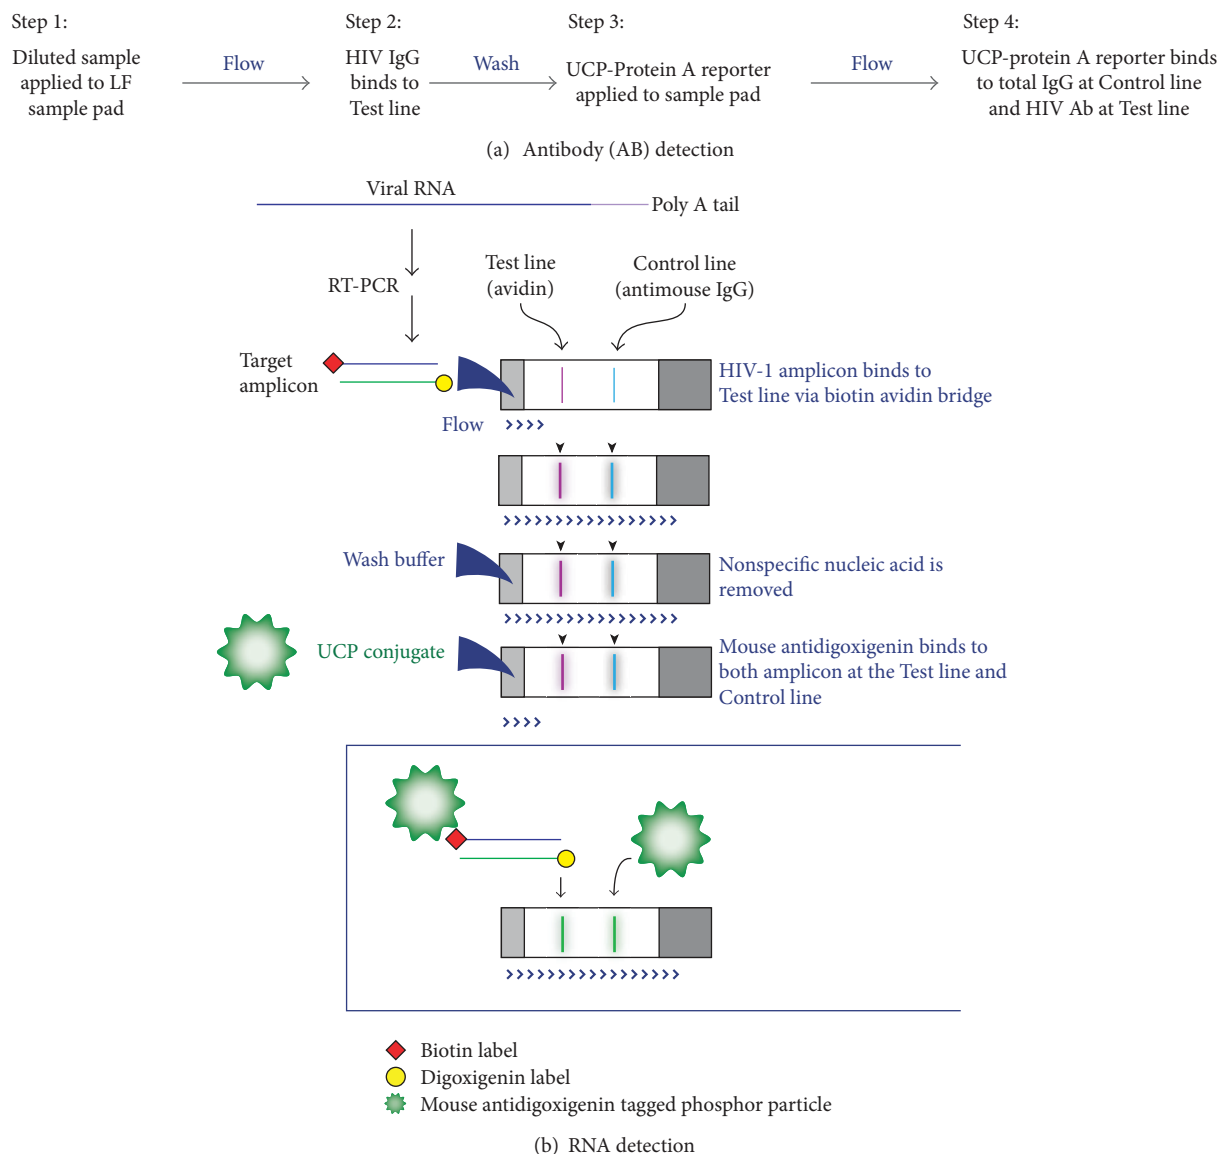 Step 1:
Diluted sample
applied to LF
sample pad
Flow
Step 2:
HIV IgG
binds to
Test line
Wash
Step 3:
UCP-Protein A reporter
applied to sample pad
Flow
Step 4:
UCP-protein A reporter binds
to total IgG at Control line
and HIV Ab at Test line
(a) Antibody (AB) detection
Viral RNA
Poly A tail
RT-PCR
Test line
(avidin)
Control line
(antimouse IgG)
Target
amplicon
Flow
HIV-1 amplicon binds to
Test line via biotin avidin bridge
Wash buffer
Nonspecific nucleic acid is
removed
UCP conjugate
Mouse antidigoxigenin binds to
both amplicon at the Test line and
Control line
Biotin label
Digoxigenin label
Mouse antidigoxigenin tagged phosphor particle
(b) RNA detection